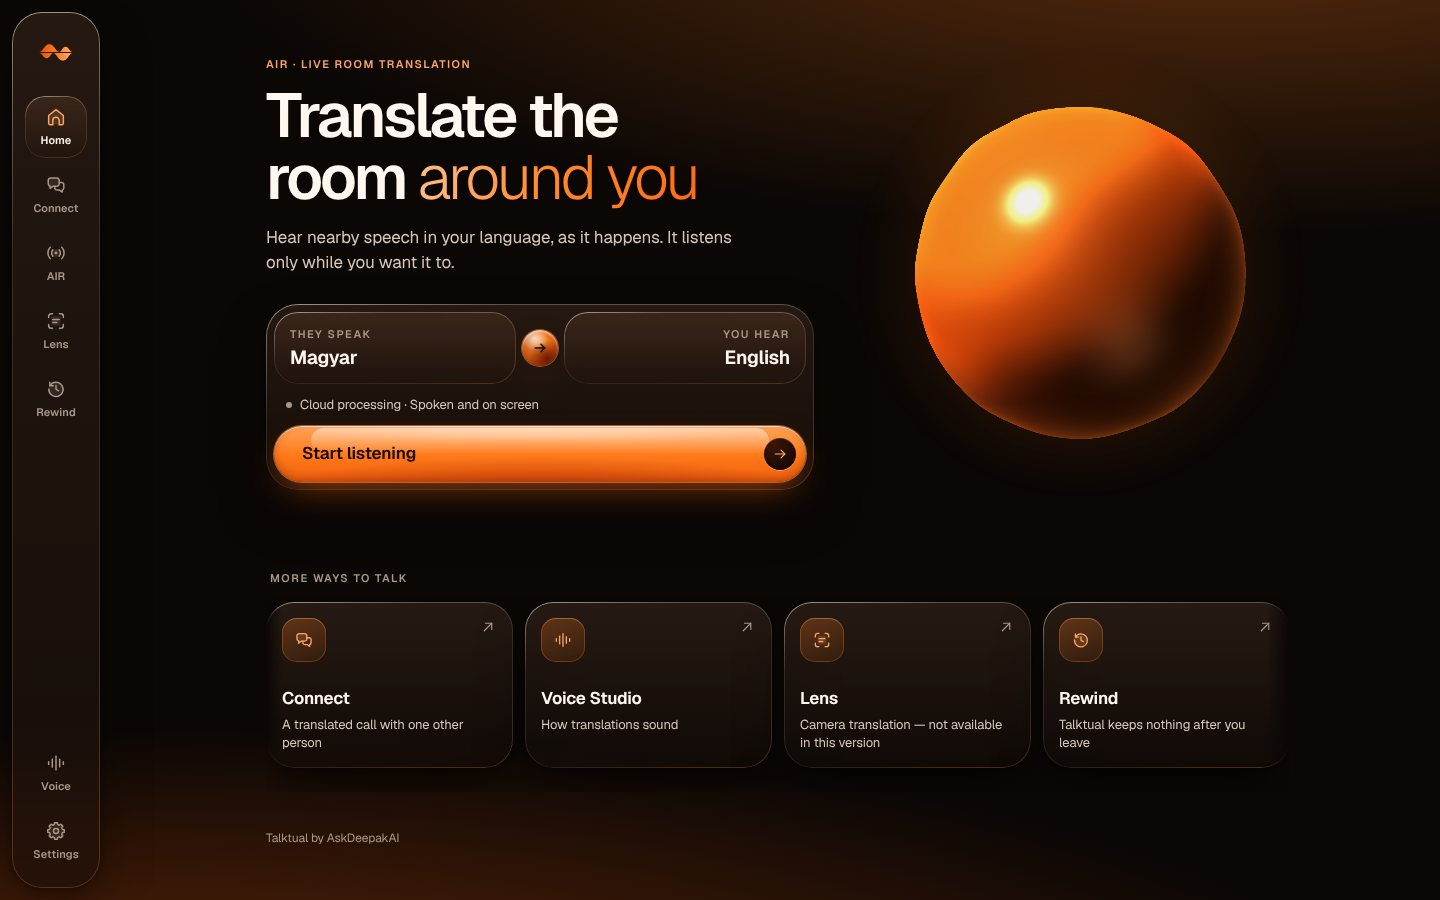 Home
Connect
AIR
Lens
Rewind
Voice
Settings
AIR · LIVE ROOM TRANSLATION
Translate the
room around you
Hear nearby speech in your language, as it happens. It listens
only while you want it to.
THEY SPEAK
Magyar
YOU HEAR
English
Cloud processing · Spoken and on screen
Start listening
MORE WAYS TO TALK
Connect
A translated call with one other
person
Voice Studio
How translations sound
Lens
Camera translation — not available
in this version
Rewind
Talktual keeps nothing after you
leave
Talktual by AskDeepakAI